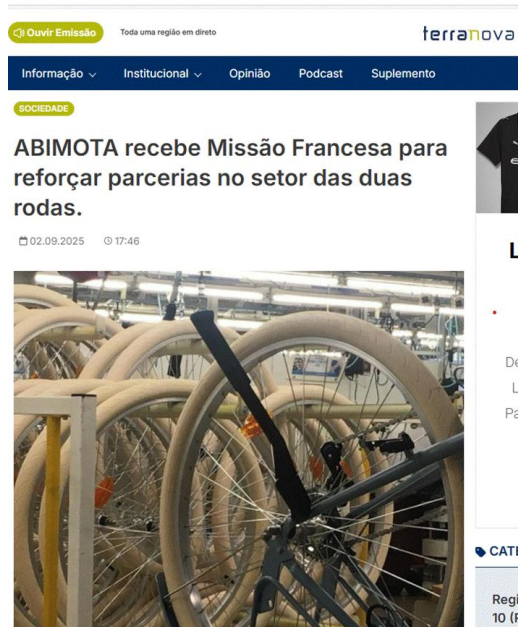 Ouvir Emissão
Toda uma região em direto
terranova
Informação
Institucional
Opinião
Podcast
Suplemento
SOCIEDADE
ABIMOTA recebe Missão Francesa para
reforçar parcerias no setor das duas
rodas.
02.09.2025
17:46
L
De
L
Pa
CATE
Regi
10 (F